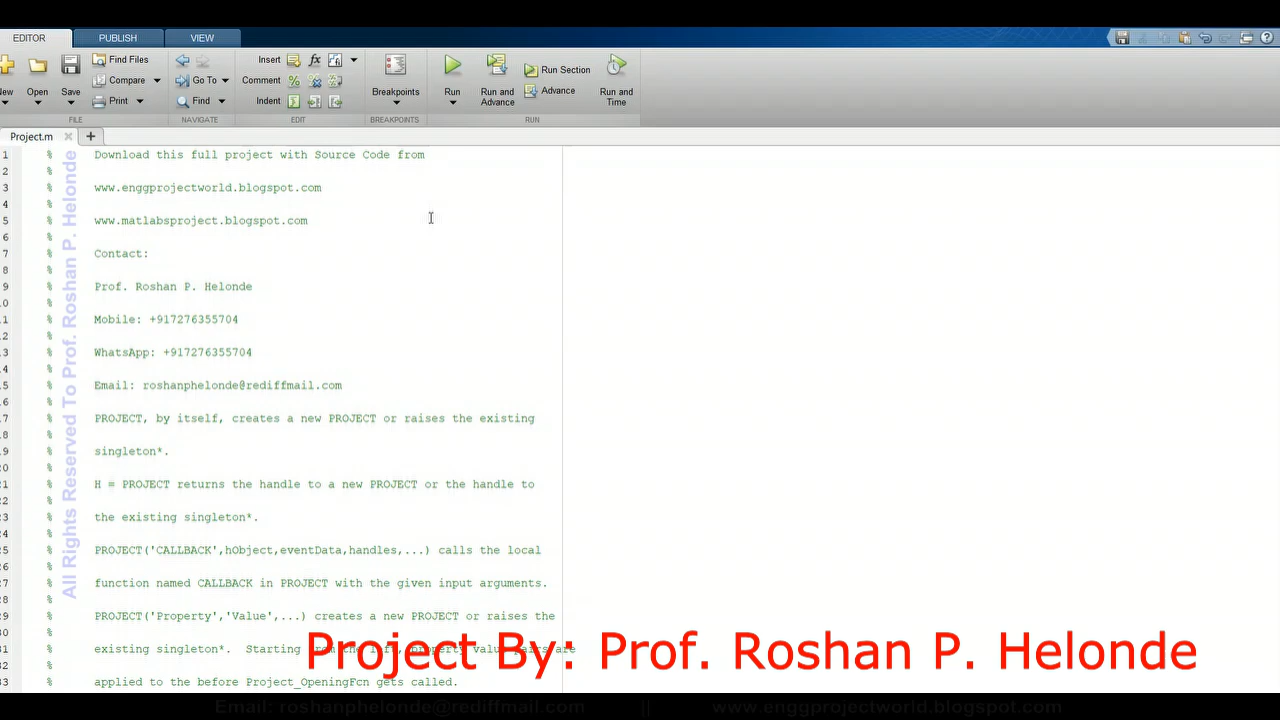 EDITOR PUBLISH VIEW
New Open Save Find Files Compare Print Go To Find Insert Comment Indent fx Breakpoints Run Run and Advance Run Section Advance Run and Time
FILE NAVIGATE EDIT BREAKPOINTS RUN
Project.m
1 % Download this full project with Source Code from
2 %
3 % www.enggprojectworld.blogspot.com
4 %
5 % www.matlabsproject.blogspot.com
6 %
7 % Contact:
8 %
9 % Prof. Roshan P. Helonde
10 %
11 % Mobile: +917276355704
12 %
13 % WhatsApp: +917276355704
14 %
15 % Email: roshanphelonde@rediffmail.com
16 %
17 % PROJECT, by itself, creates a new PROJECT or raises the existing
18 %
19 % singleton*.
20 %
21 % H = PROJECT returns the handle to a new PROJECT or the handle to
22 %
23 % the existing singleton*.
24 %
25 % PROJECT('CALLBACK',hObject,eventData,handles,...) calls the local
26 %
27 % function named CALLBACK in PROJECT with the given input arguments.
28 %
29 % PROJECT('Property','Value',...) creates a new PROJECT or raises the
30 %
31 % existing singleton*. Starting from the left, property value pairs are
32 %
33 % applied to the before Project_OpeningFcn gets called.
All Rights Reserved To Prof. Roshan P. Helonde
Project By: Prof. Roshan P. Helonde
Email: roshanphelonde@rediffmail.com || www.enggprojectworld.blogspot.com